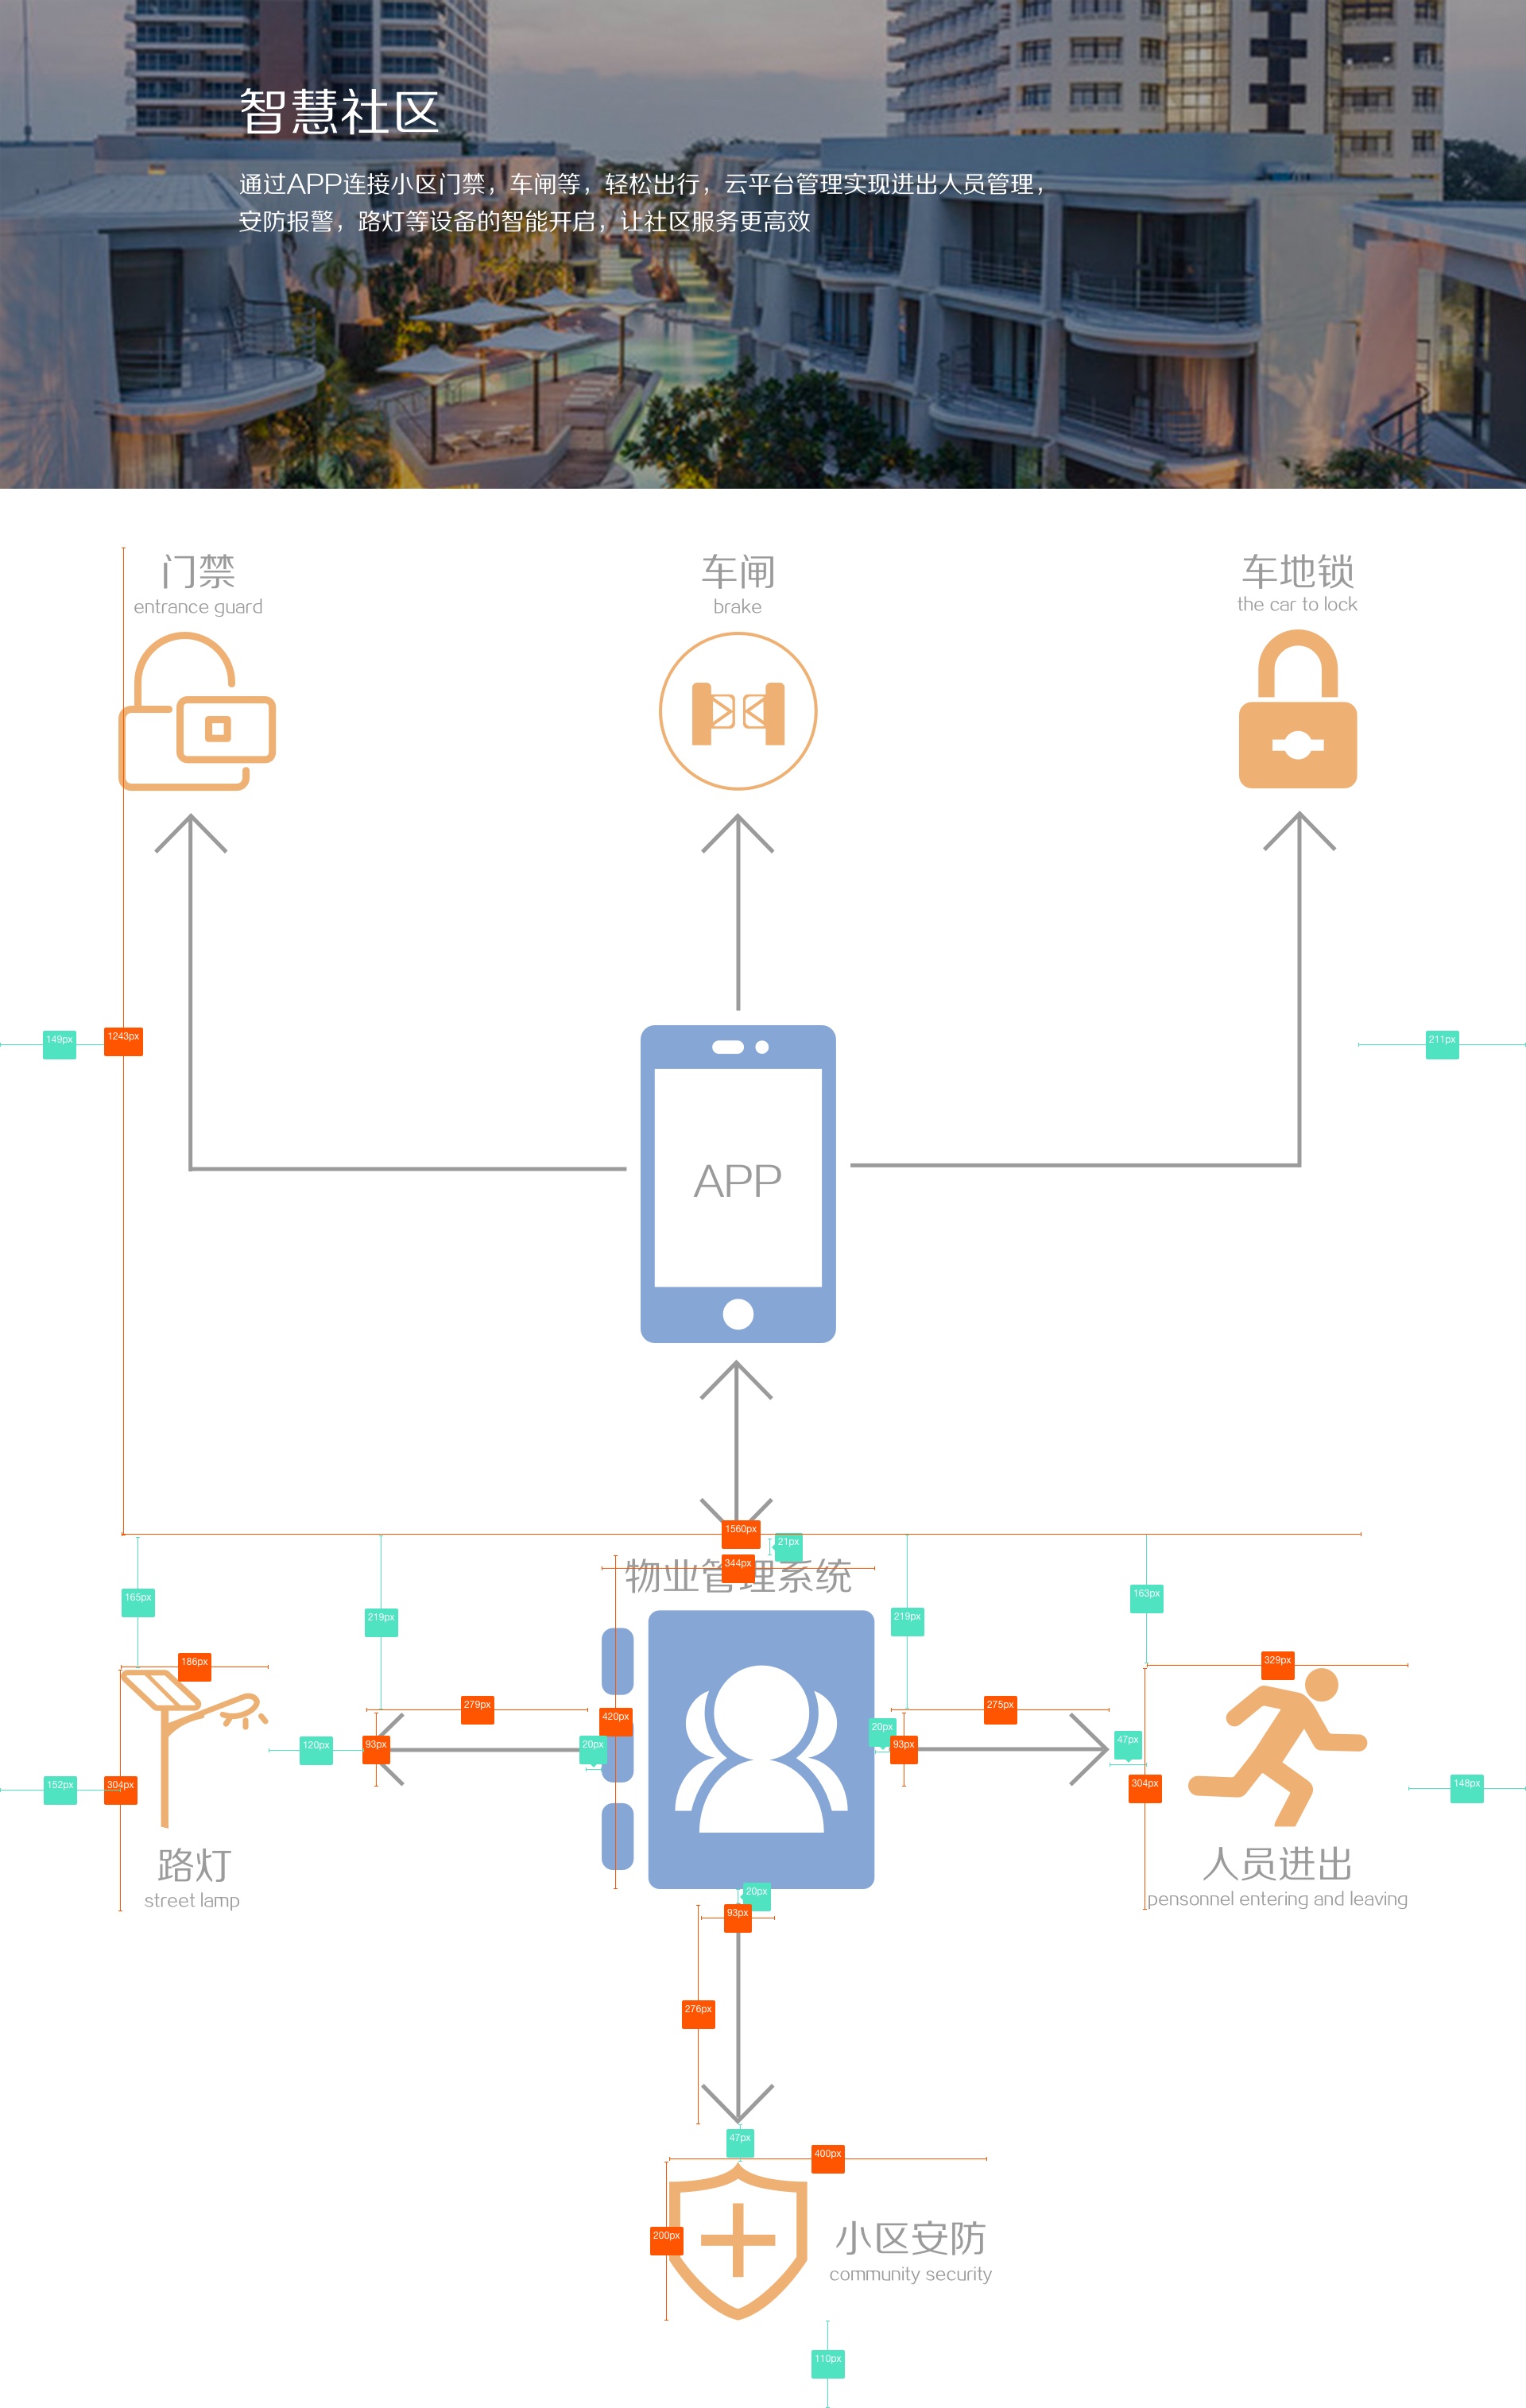 智慧社区
通过APP连接小区门禁，车闸等，轻松出行，云平台管理实现进出人员管理，
安防报警，路灯等设备的智能开启，让社区服务更高效
门禁
entrance guard
车闸
brake
车地锁
the car to lock
149px
1243px
211px
APP
1560px
21px
344px
物业管理系统
165px
219px
219px
163px
186px
329px
279px
420px
275px
120px
93px
20px
20px
93px
47px
152px
304px
304px
148px
路灯
street lamp
人员进出
pensonnel entering and leaving
20px
93px
276px
47px
400px
200px
小区安防
community security
110px